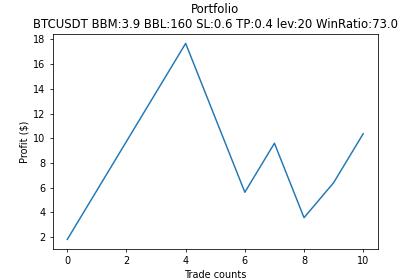 Portfolio
BTCUSDT BBM:3.9 BBL:160 SL:0.6 TP:0.4 lev:20 WinRatio:73.0
18
16
14
12
10
8
6
4
2
Profit ($)
0 2 4 6 8 10
Trade counts